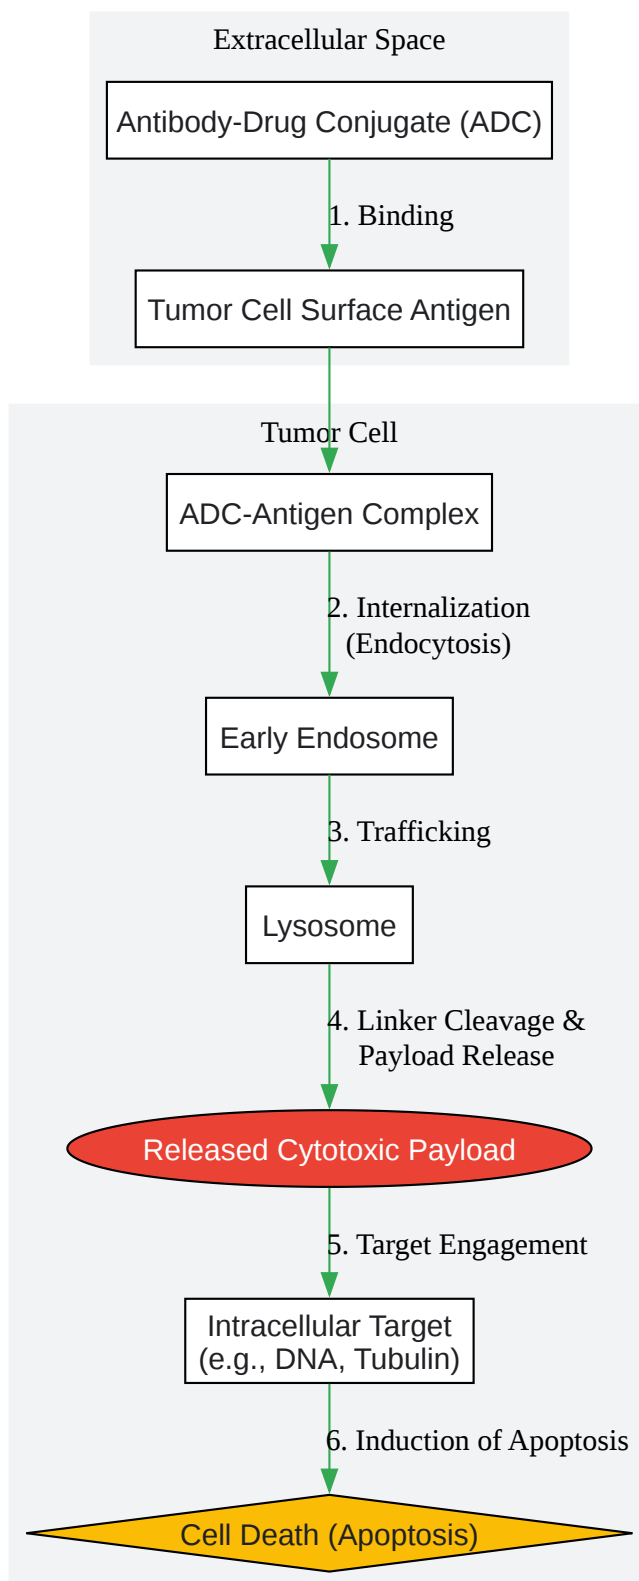 Extracellular Space
Antibody-Drug Conjugate (ADC)
1. Binding
Tumor Cell Surface Antigen
Tumor Cell
ADC-Antigen Complex
2. Internalization
(Endocytosis)
Early Endosome
3. Trafficking
Lysosome
4. Linker Cleavage &
Payload Release
Released Cytotoxic Payload
5. Target Engagement
Intracellular Target
(e.g., DNA, Tubulin)
6. Induction of Apoptosis
Cell Death (Apoptosis)